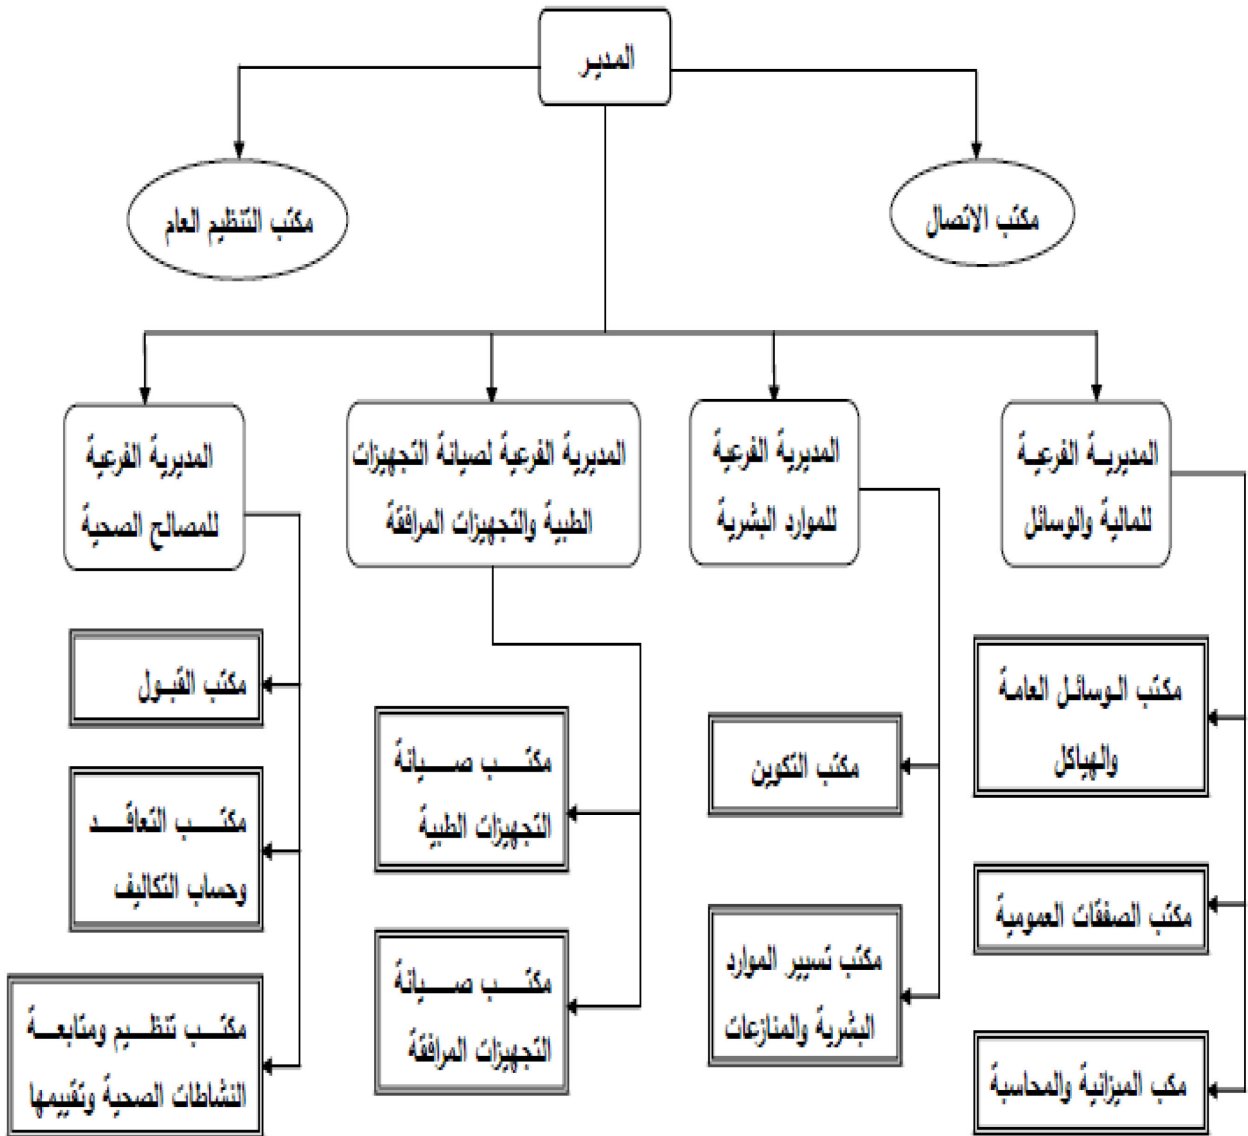 المدير
مكتب الاتصال
مكتب التنظيم العام
المديرية الفرعية
للمالية والوسائل
المديرية الفرعية
للموارد البشرية
المديرية الفرعية لصيانة التجهيزات
الطبية والتجهيزات المرافقة
المديرية الفرعية
للمصالح الصحية
مكتب الوسائل العامة
والهياكل
مكتب الصفقات العمومية
مكب الميزانية والمحاسبة
مكتب التكوين
مكتب تسيير الموارد
البشرية والمنازعات
مكتب صيانة
التجهيزات الطبية
مكتب صيانة
التجهيزات المرافقة
مكتب القبول
مكتب التعاقد
وحساب التكاليف
مكتب تنظيم ومتابعة
النشاطات الصحية وتقييمها